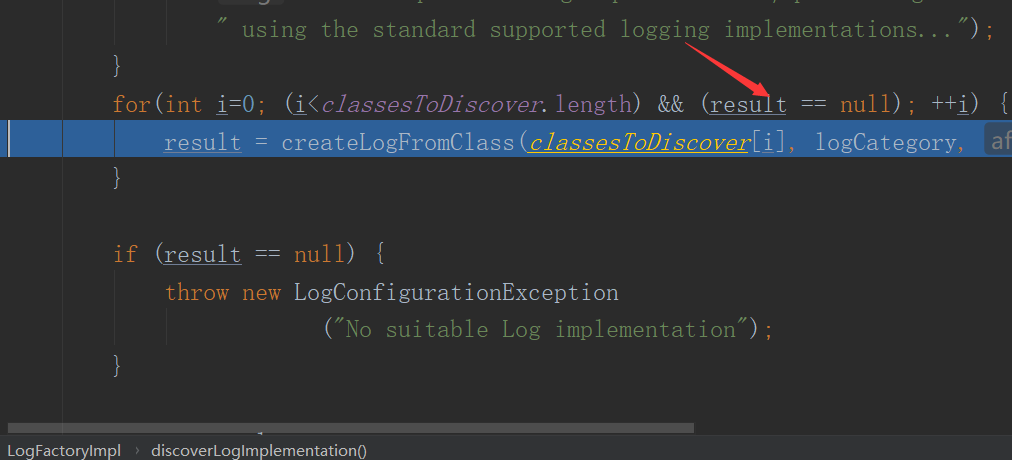 " using the standard supported logging implementations...");
}
for(int i=0; (i<classesToDiscover.length) && (result == null); ++i) {
result = createLogFromClass(classesToDiscover[i], logCategory, af
}
if (result == null) {
throw new LogConfigurationException
("No suitable Log implementation");
}
LogFactoryImpl › discoverLogImplementation()